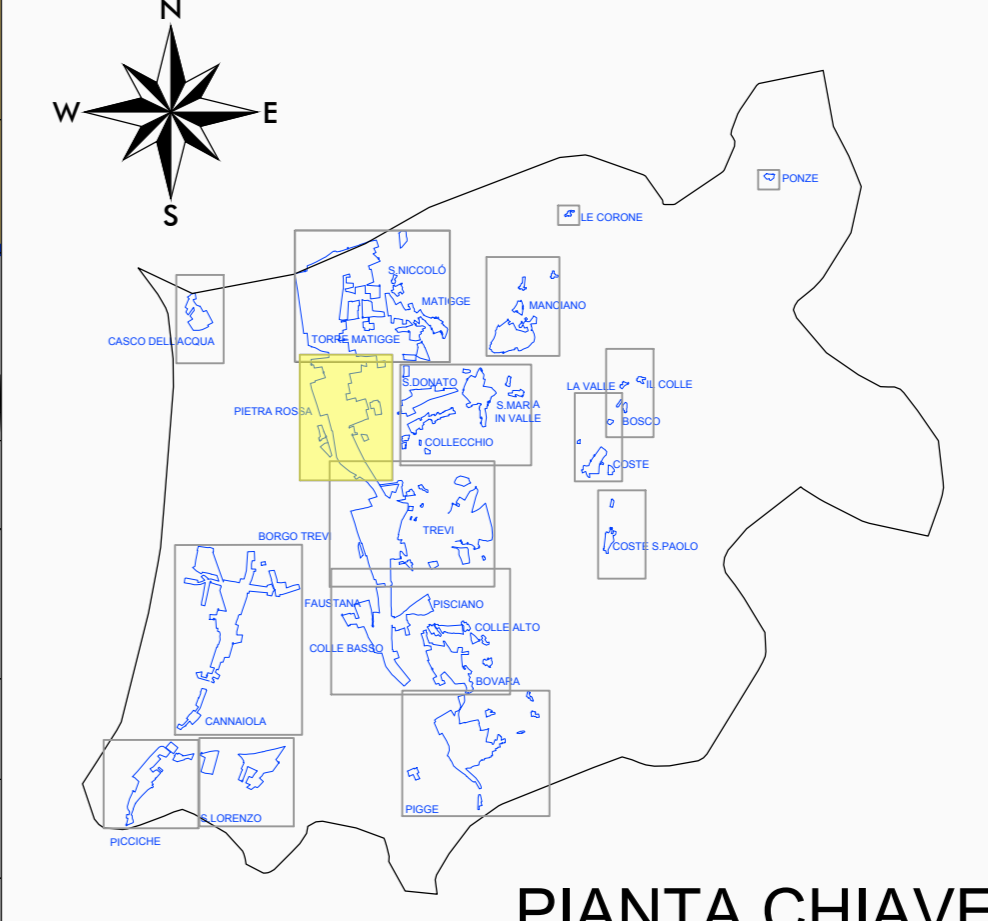 N
W
E
S
PONZE
LE CORONE
S.NICCOLÓ
MATIGGE
MANCIANO
CASCO DELL'ACQUA
TORRE MATIGGE
S.DONATO
LA VALLE
IL COLLE
PIETRA ROSSA
S.MARIA
IN VALLE
BOSCO
COLLECCHIO
COSTE
TREVI
BORGO TREVI
COSTE S.PAOLO
FAUSTANA
PISCIANO
COLLE ALTO
COLLE BASSO
BOVARA
CANNAIOLA
PIGGE
S.LORENZO
PICCICHE
PIANTA CHIAVE